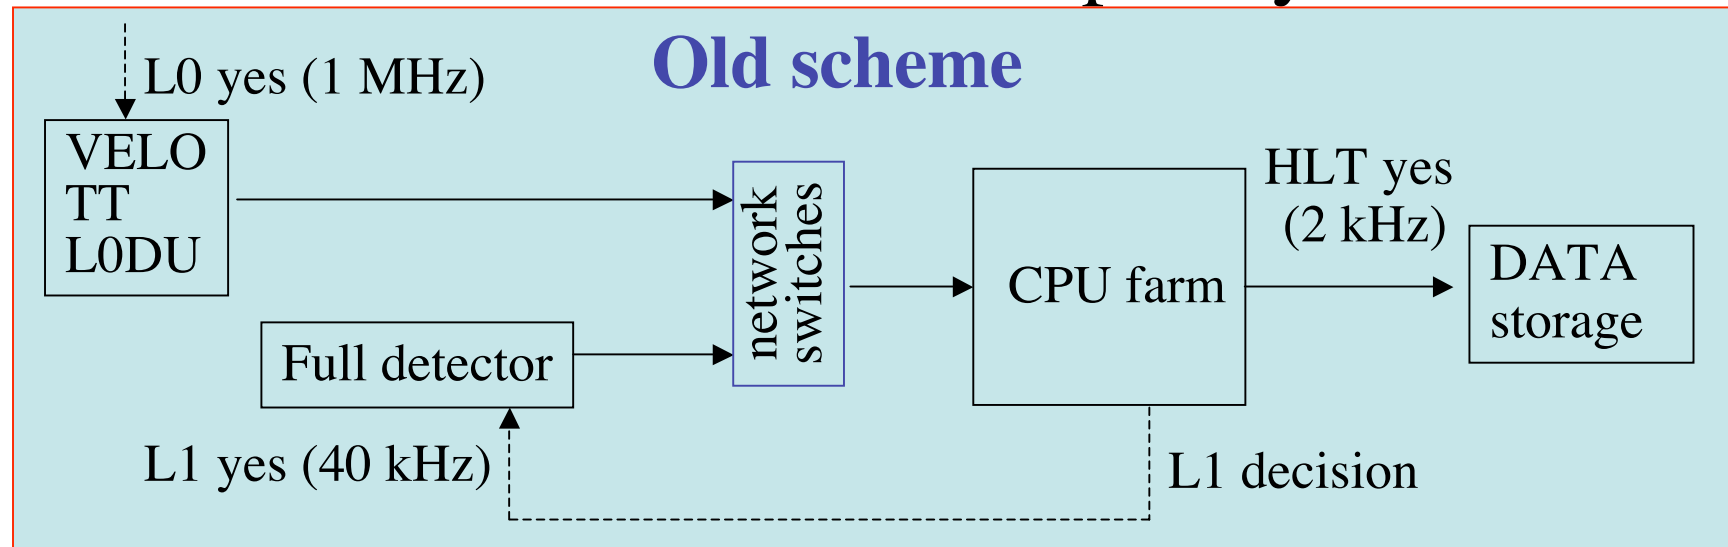 Old scheme
L0 yes (1 MHz)
VELO
TT
L0DU
network
switches
CPU farm
HLT yes
(2 kHz)
DATA
storage
Full detector
L1 yes (40 kHz)
L1 decision